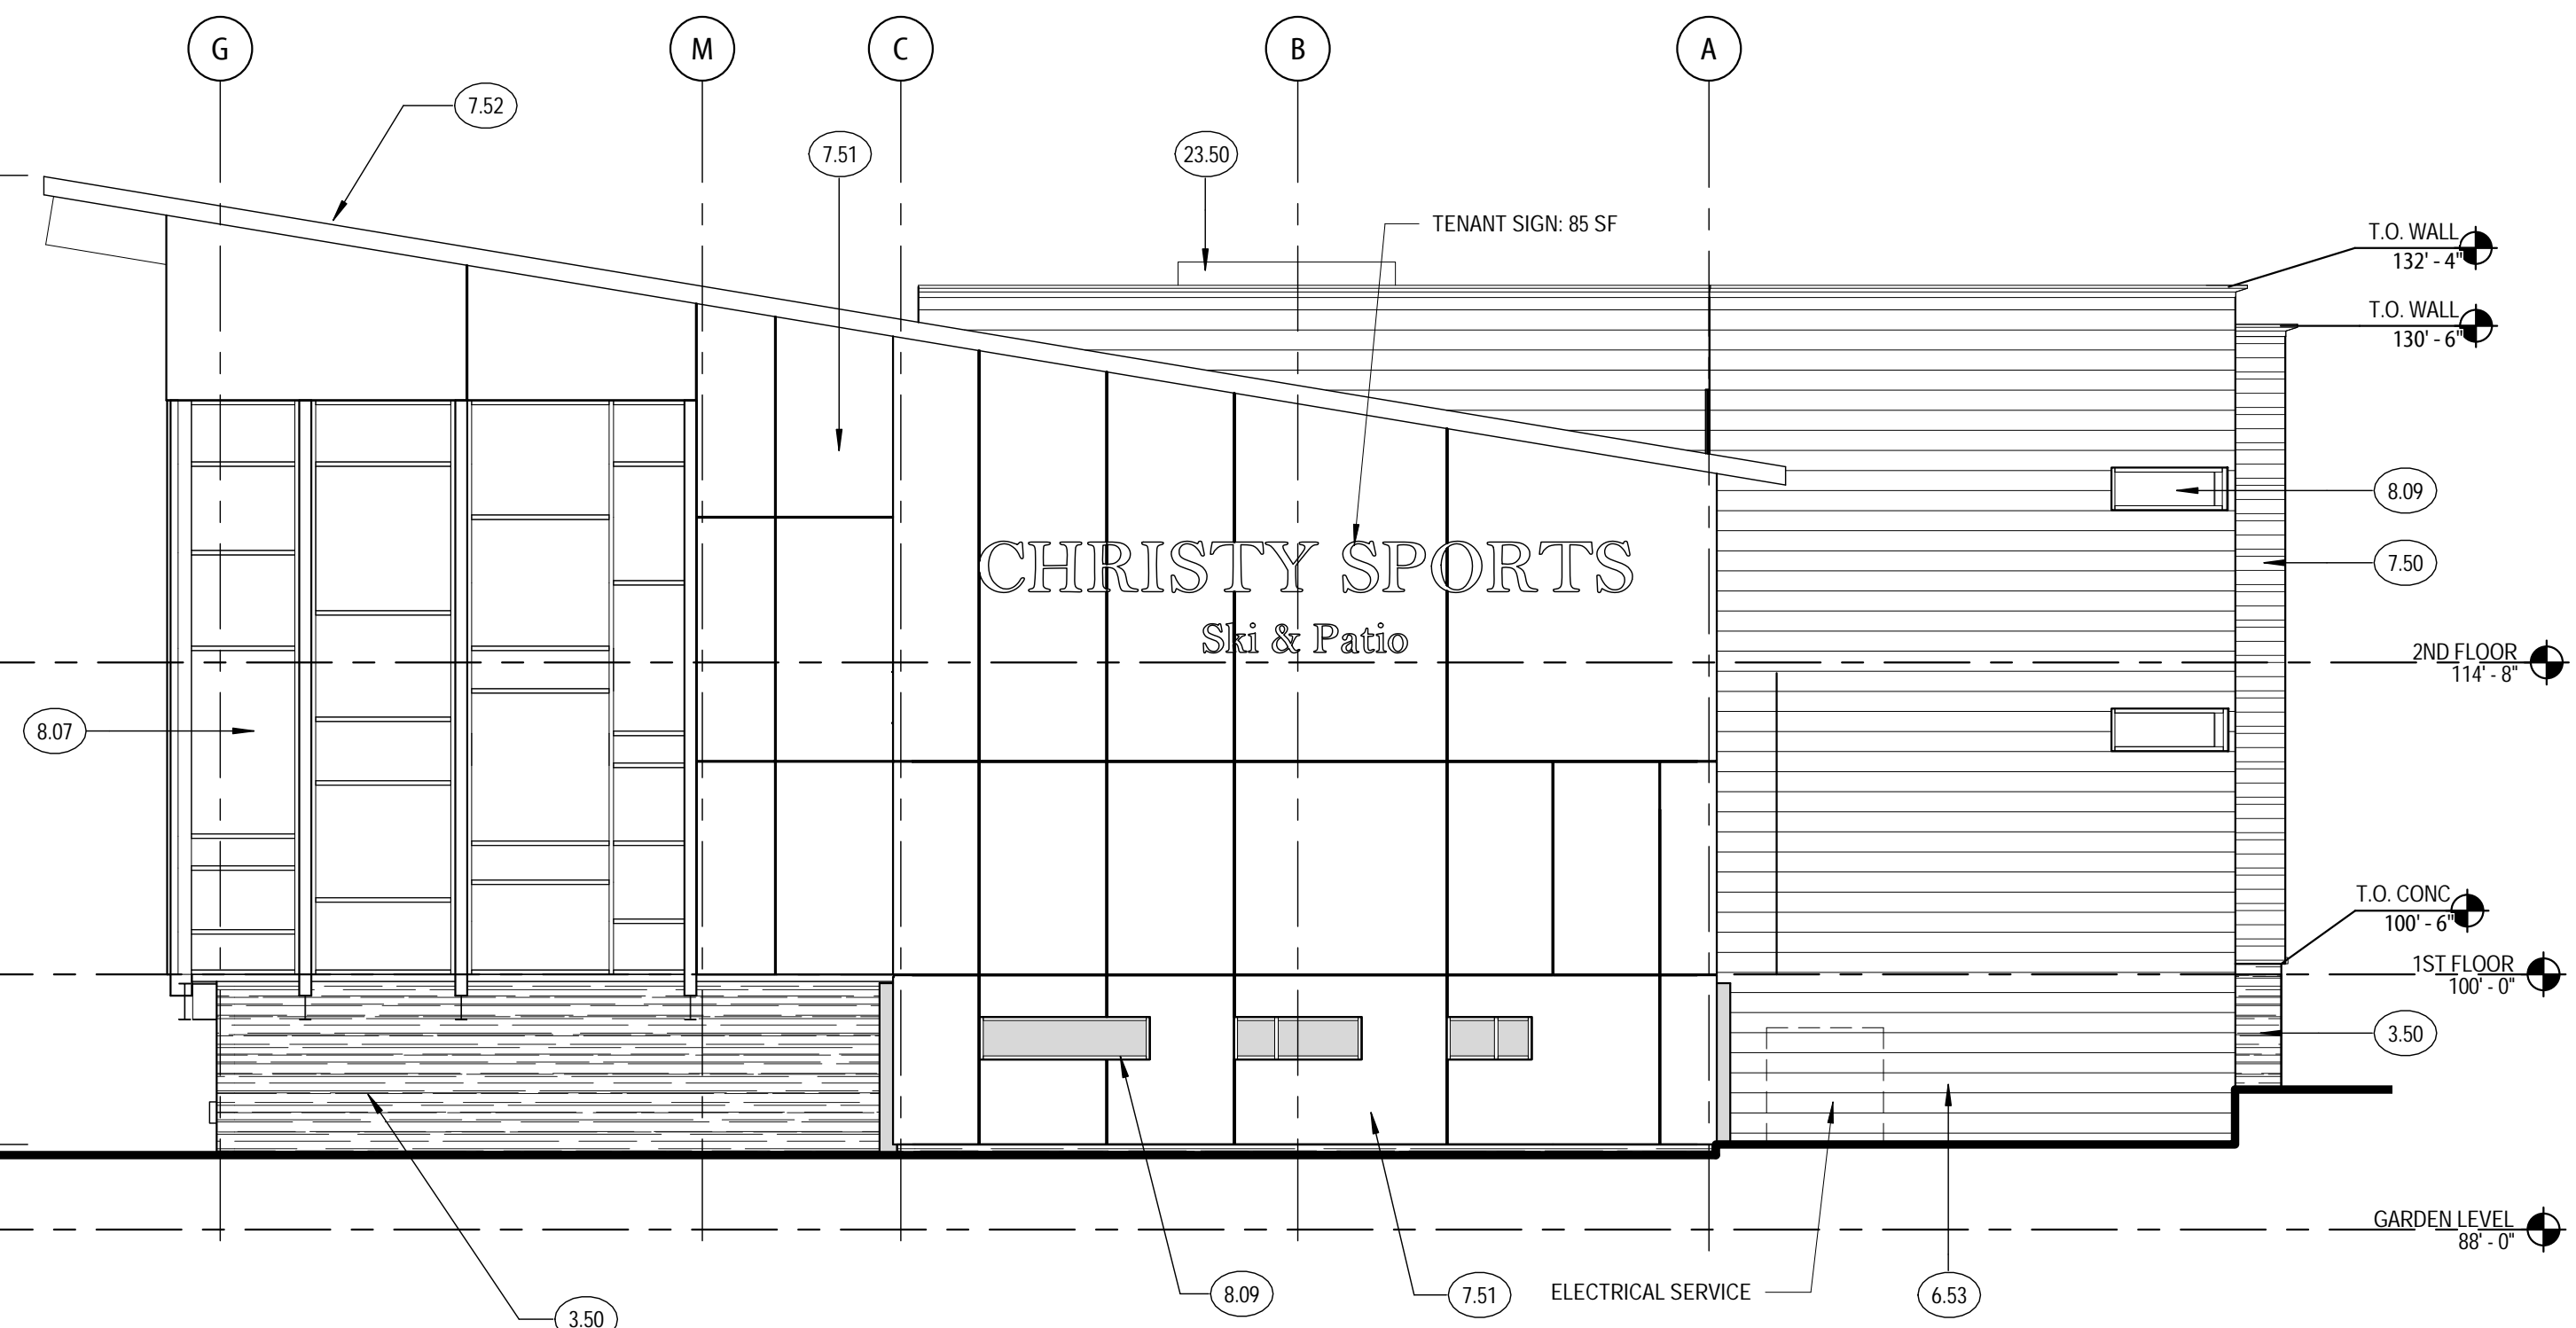 G
M
C
B
A
7.52
7.51
23.50
TENANT SIGN: 85 SF
T.O. WALL
132' - 4"
T.O. WALL
130' - 6"
8.09
CHRISTY SPORTS
7.50
Ski & Patio
2ND FLOOR
114' - 8"
8.07
T.O. CONC
100' - 6"
1ST FLOOR
100' - 0"
3.50
GARDEN LEVEL
88' - 0"
8.09
7.51
ELECTRICAL SERVICE
6.53
3.50